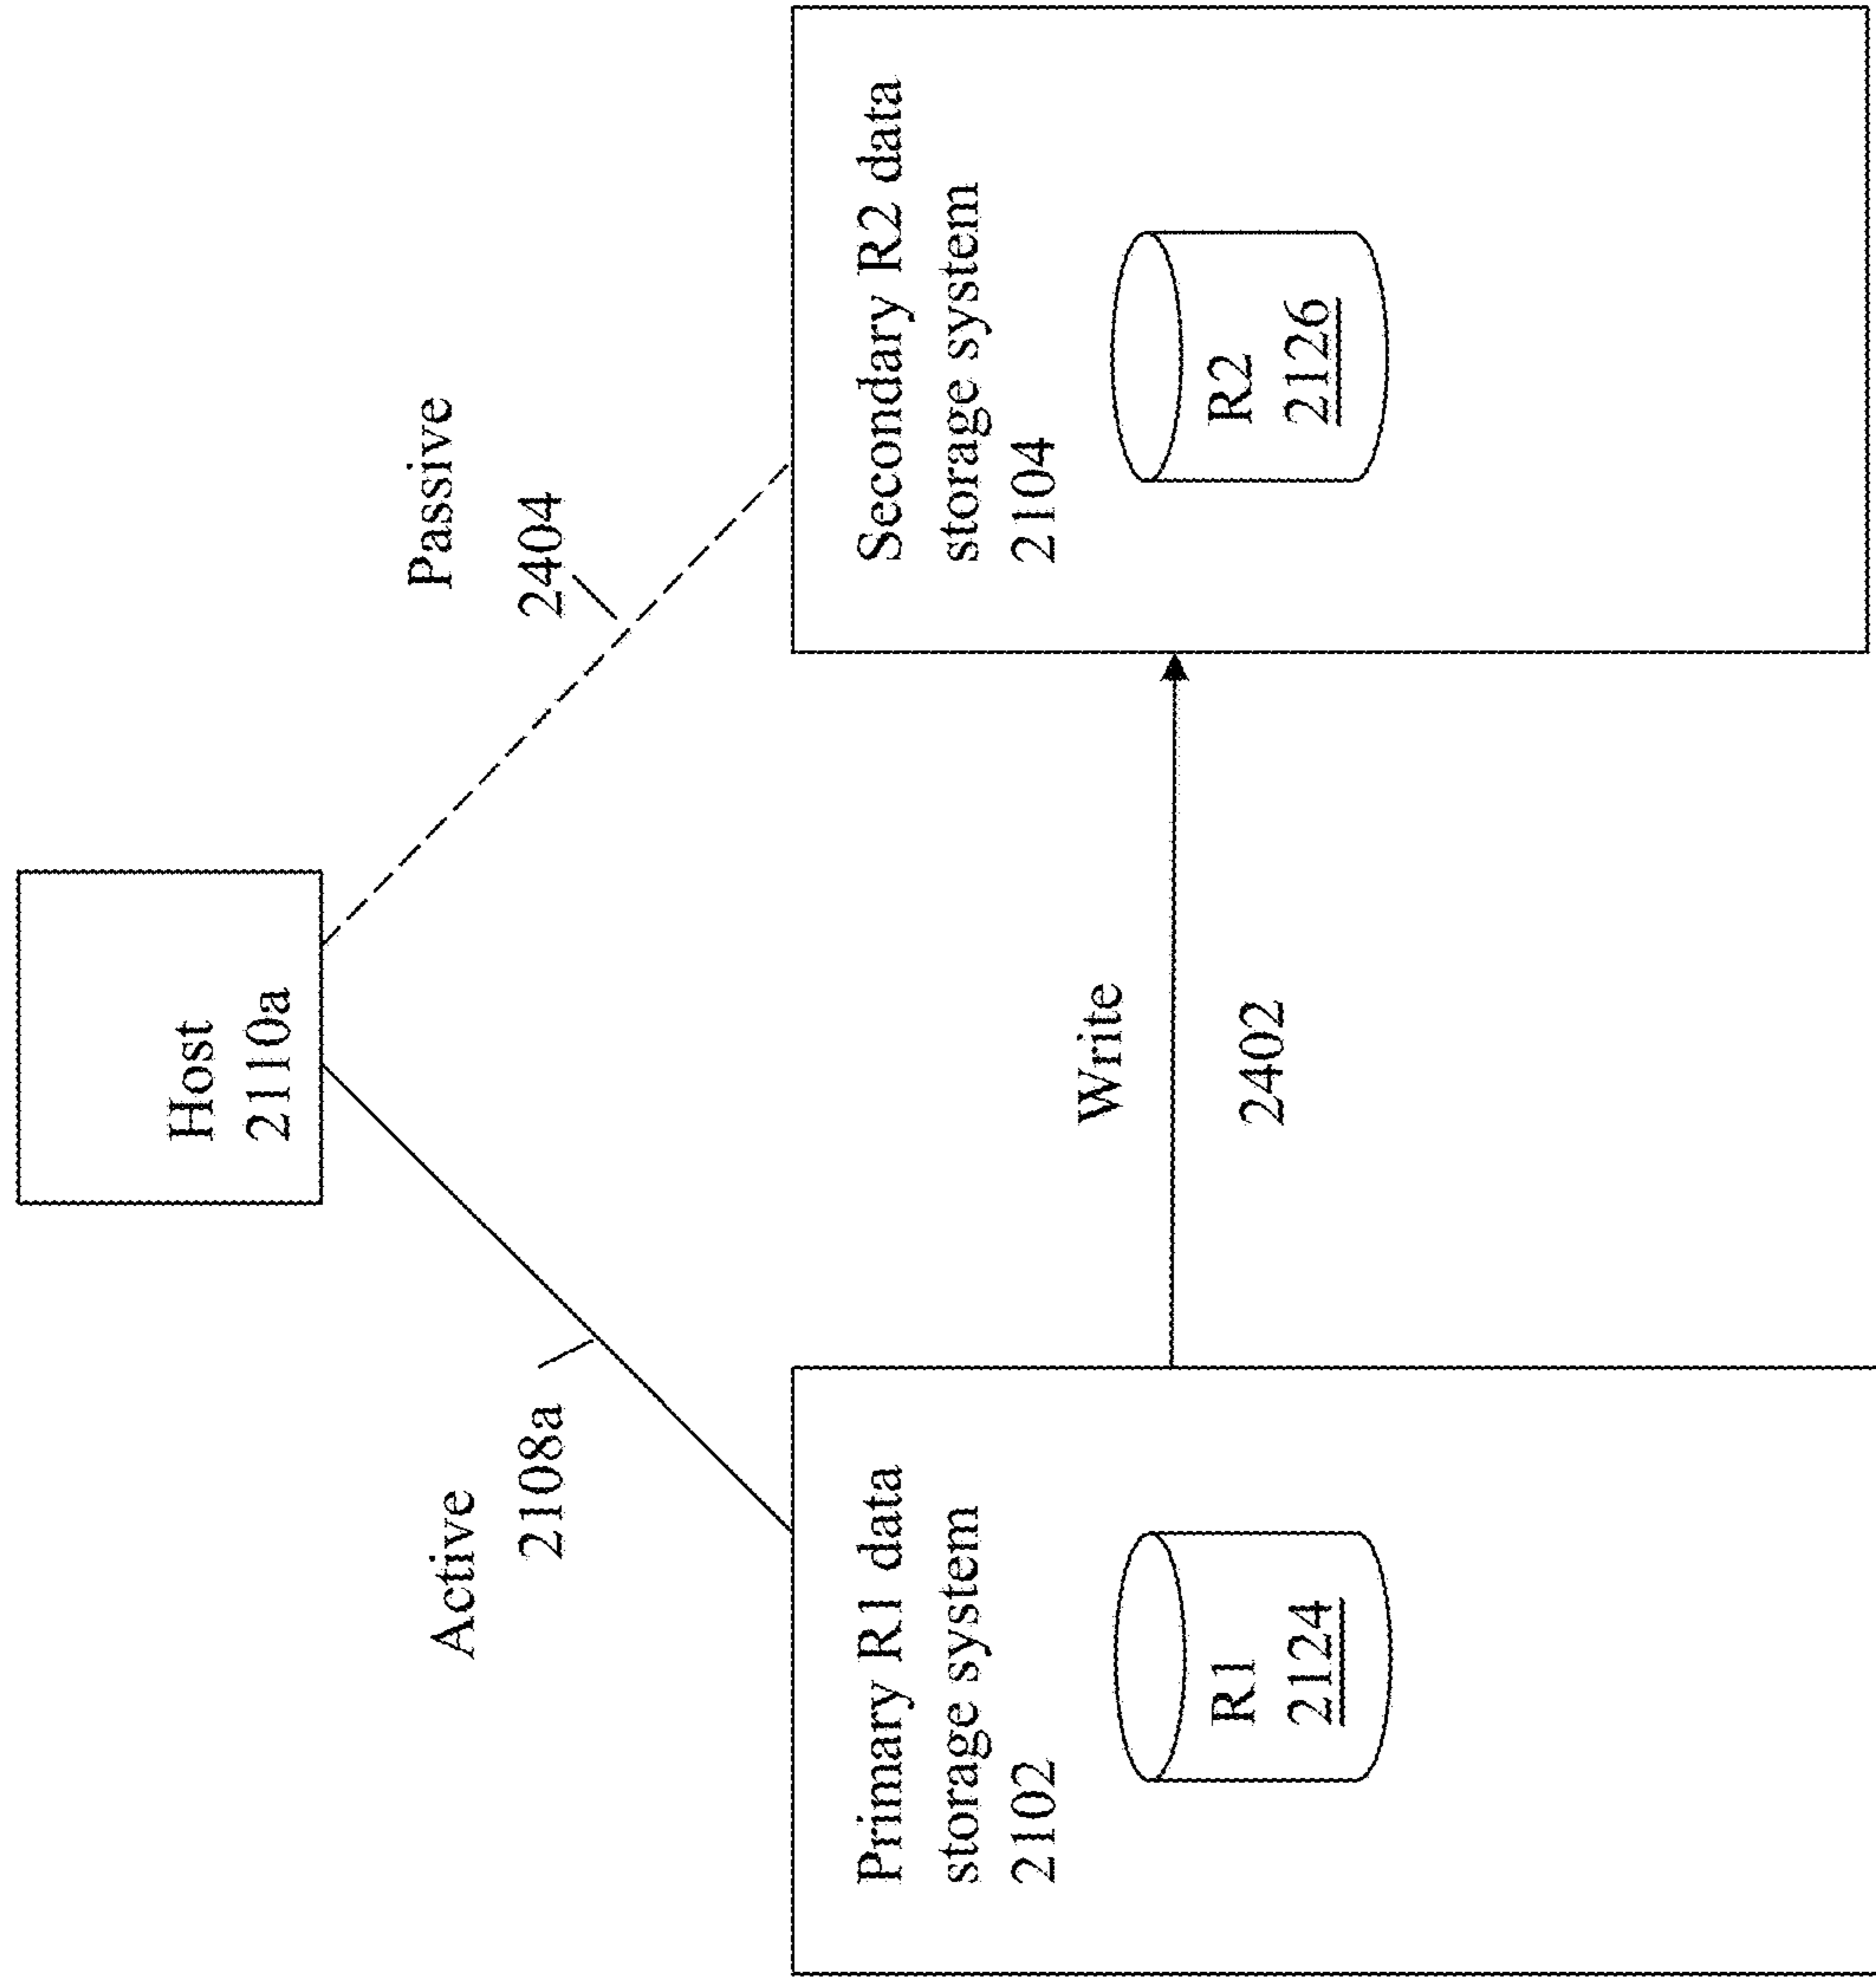 Host
2110a
Active
2108a
Passive
2404
Primary R1 data
storage system
2102
R1
2124
Write
2402
Secondary R2 data
storage system
2104
R2
2126